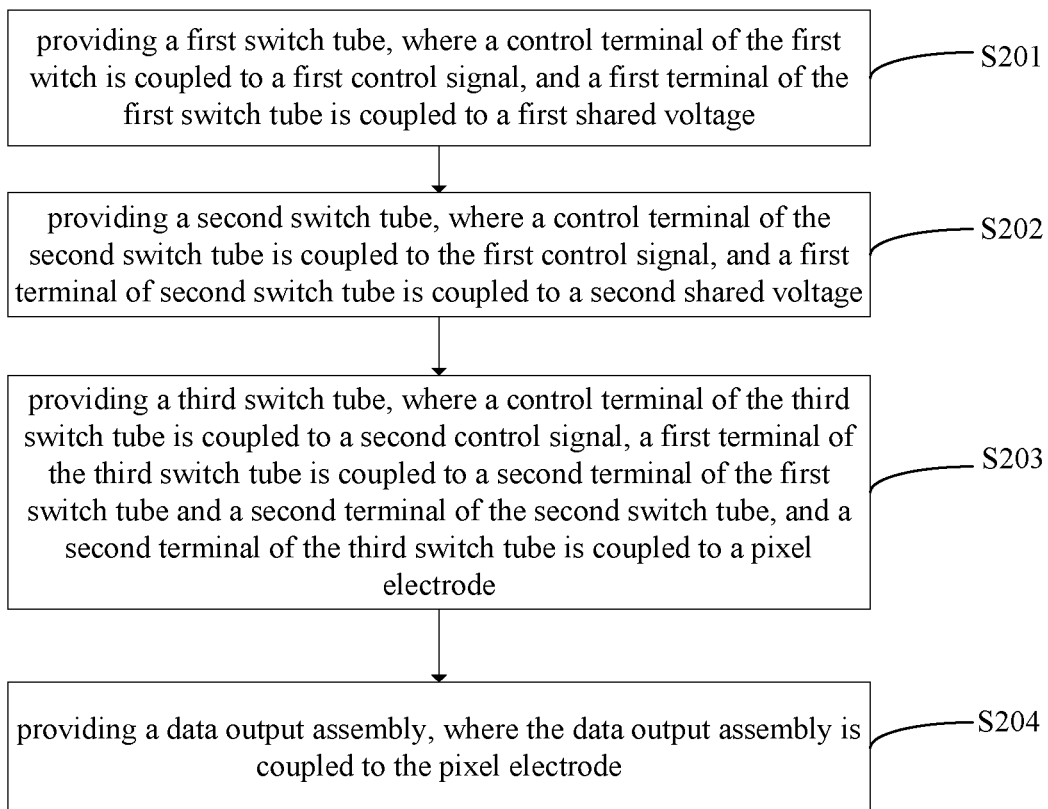 providing a first switch tube, where a control terminal of the first
witch is coupled to a first control signal, and a first terminal of the
first switch tube is coupled to a first shared voltage
S201
providing a second switch tube, where a control terminal of the
second switch tube is coupled to the first control signal, and a first
terminal of second switch tube is coupled to a second shared voltage
S202
providing a third switch tube, where a control terminal of the third
switch tube is coupled to a second control signal, a first terminal of
the third switch tube is coupled to a second terminal of the first
switch tube and a second terminal of the second switch tube, and a
second terminal of the third switch tube is coupled to a pixel
electrode
S203
providing a data output assembly, where the data output assembly is
coupled to the pixel electrode
S204